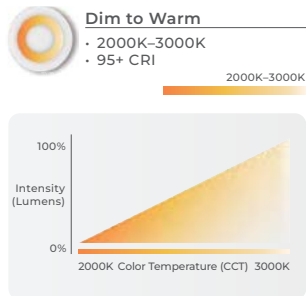 Dim to Warm
• 2000K–3000K
• 95+ CRI
2000K–3000K
100%
Intensity
(Lumens)
0%
2000K Color Temperature (CCT) 3000K